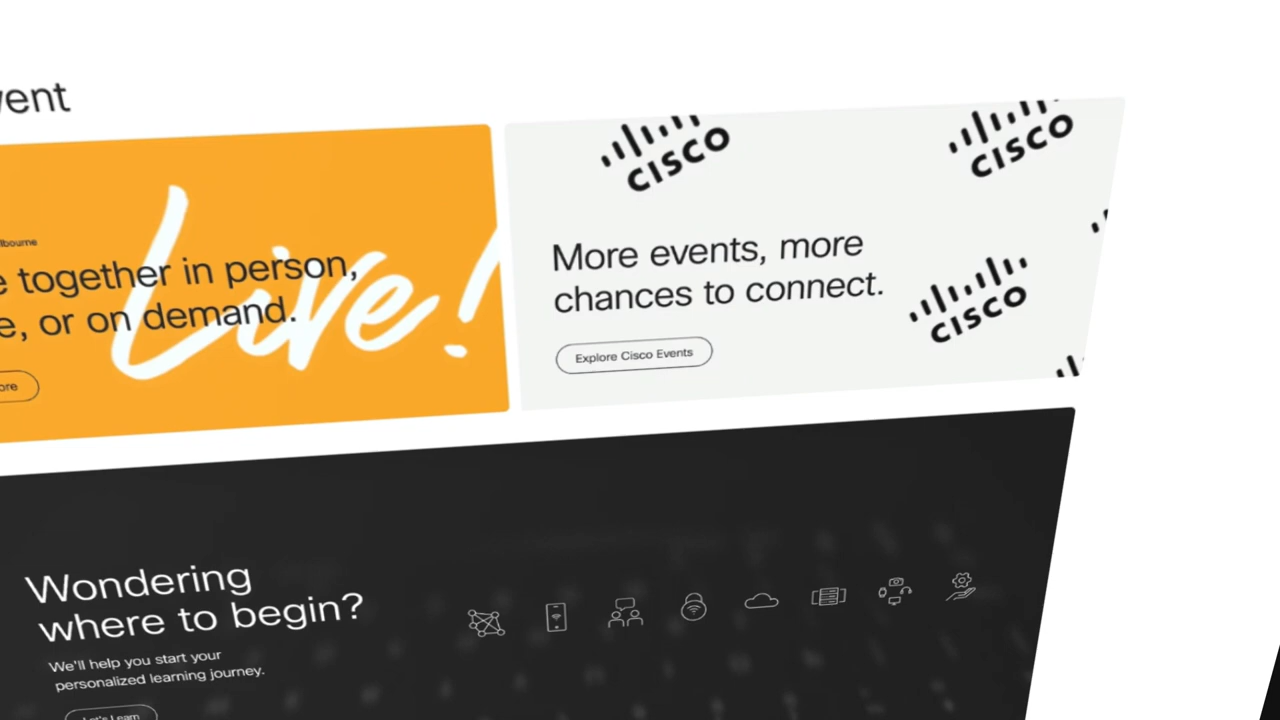 vent
lbourne
e together in person,
e, or on demand.
ore
Live!
CISCO
CISCO
More events, more
chances to connect.
CISCO
Explore Cisco Events
Wondering
where to begin?
We'll help you start your
personalized learning journey.
Let's Learn